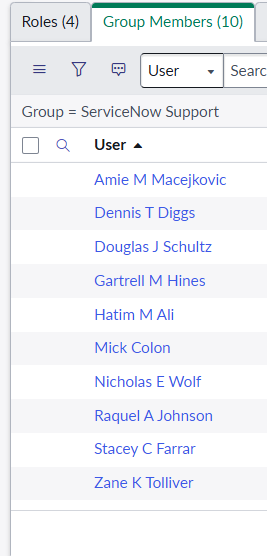 Roles (4) Group Members (10)
User Searc
Group = ServiceNow Support
User
Amie M Macejkovic
Dennis T Diggs
Douglas J Schultz
Gartrell M Hines
Hatim M Ali
Mick Colon
Nicholas E Wolf
Raquel A Johnson
Stacey C Farrar
Zane K Tolliver